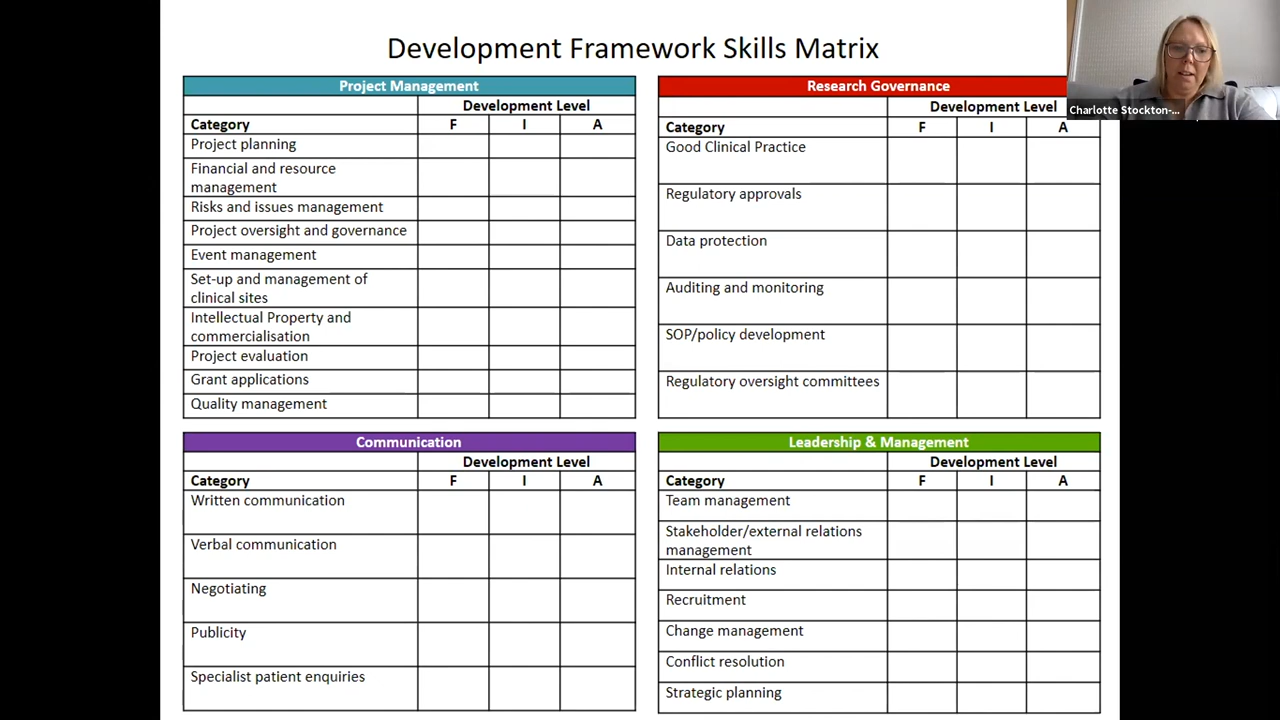 Development Framework Skills Matrix
Charlotte Stockton-...
Project Management
Development Level
Category F I A
Project planning
Financial and resource
management
Risks and issues management
Project oversight and governance
Event management
Set-up and management of
clinical sites
Intellectual Property and
commercialisation
Project evaluation
Grant applications
Quality management
Research Governance
Development Level
Category F I A
Good Clinical Practice
Regulatory approvals
Data protection
Auditing and monitoring
SOP/policy development
Regulatory oversight committees
Communication
Development Level
Category F I A
Written communication
Verbal communication
Negotiating
Publicity
Specialist patient enquiries
Leadership & Management
Development Level
Category F I A
Team management
Stakeholder/external relations
management
Internal relations
Recruitment
Change management
Conflict resolution
Strategic planning